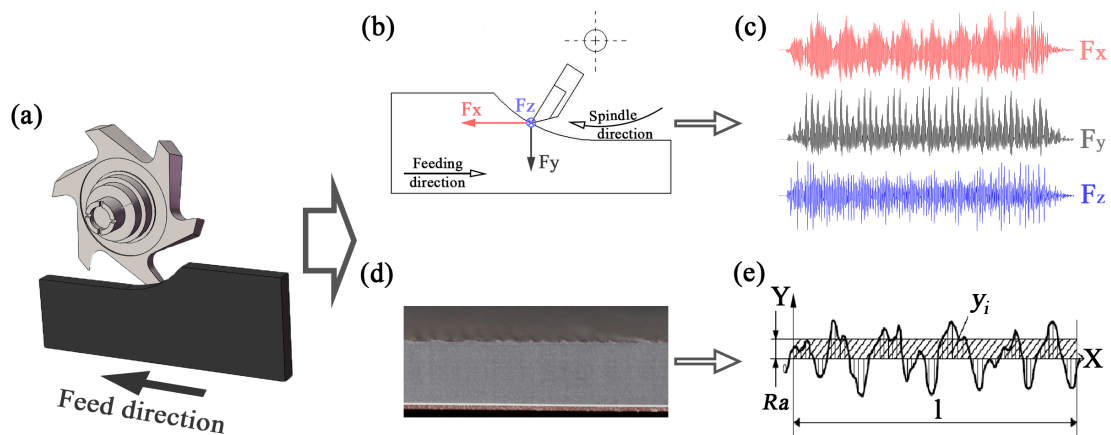 (a)
Feed direction
(b)
Fx
Fz
Fy
Spindle
direction
Feeding
direction
(c)
Fx
Fy
Fz
(d)
(e)
Y
yi
X
Ra
l